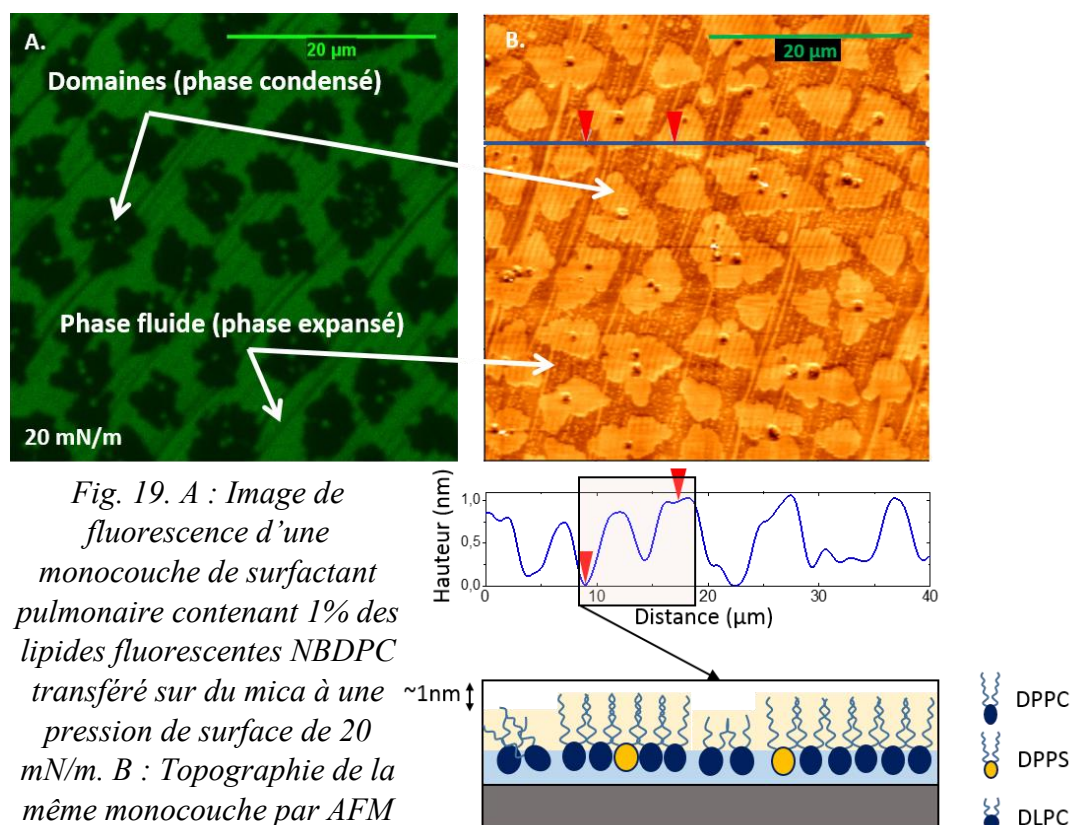 A.
20 µm
Domaines (phase condensé)
Phase fluide (phase expansé)
20 mN/m
B.
20 µm
Hauteur (nm)
1,0
0,5
0,0
0
10
20
30
40
Distance (µm)
~1nm
DPPC
DPPS
DLPC
Fig. 19. A : Image de
fluorescence d’une
monocouche de surfactant
pulmonaire contenant 1% des
lipides fluorescentes NBDPC
transféré sur du mica à une
pression de surface de 20
mN/m. B : Topographie de la
même monocouche par AFM